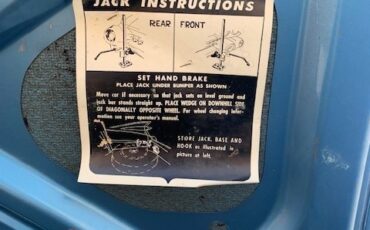 JACK INSTRUCTIONS
REAR FRONT
SET HAND BRAKE
PLACE JACK UNDER BUMPER AS SHOWN
Move car if necessary so that jack sets on level ground and
jack bar stands straight up. PLACE WEDGE ON DOWNHILL SIDE
OF DIAGONALLY OPPOSITE WHEEL. For wheel changing infor-
mation see your operator's manual.
STORE JACK, BASE AND
HOOK as illustrated in
picture at left.